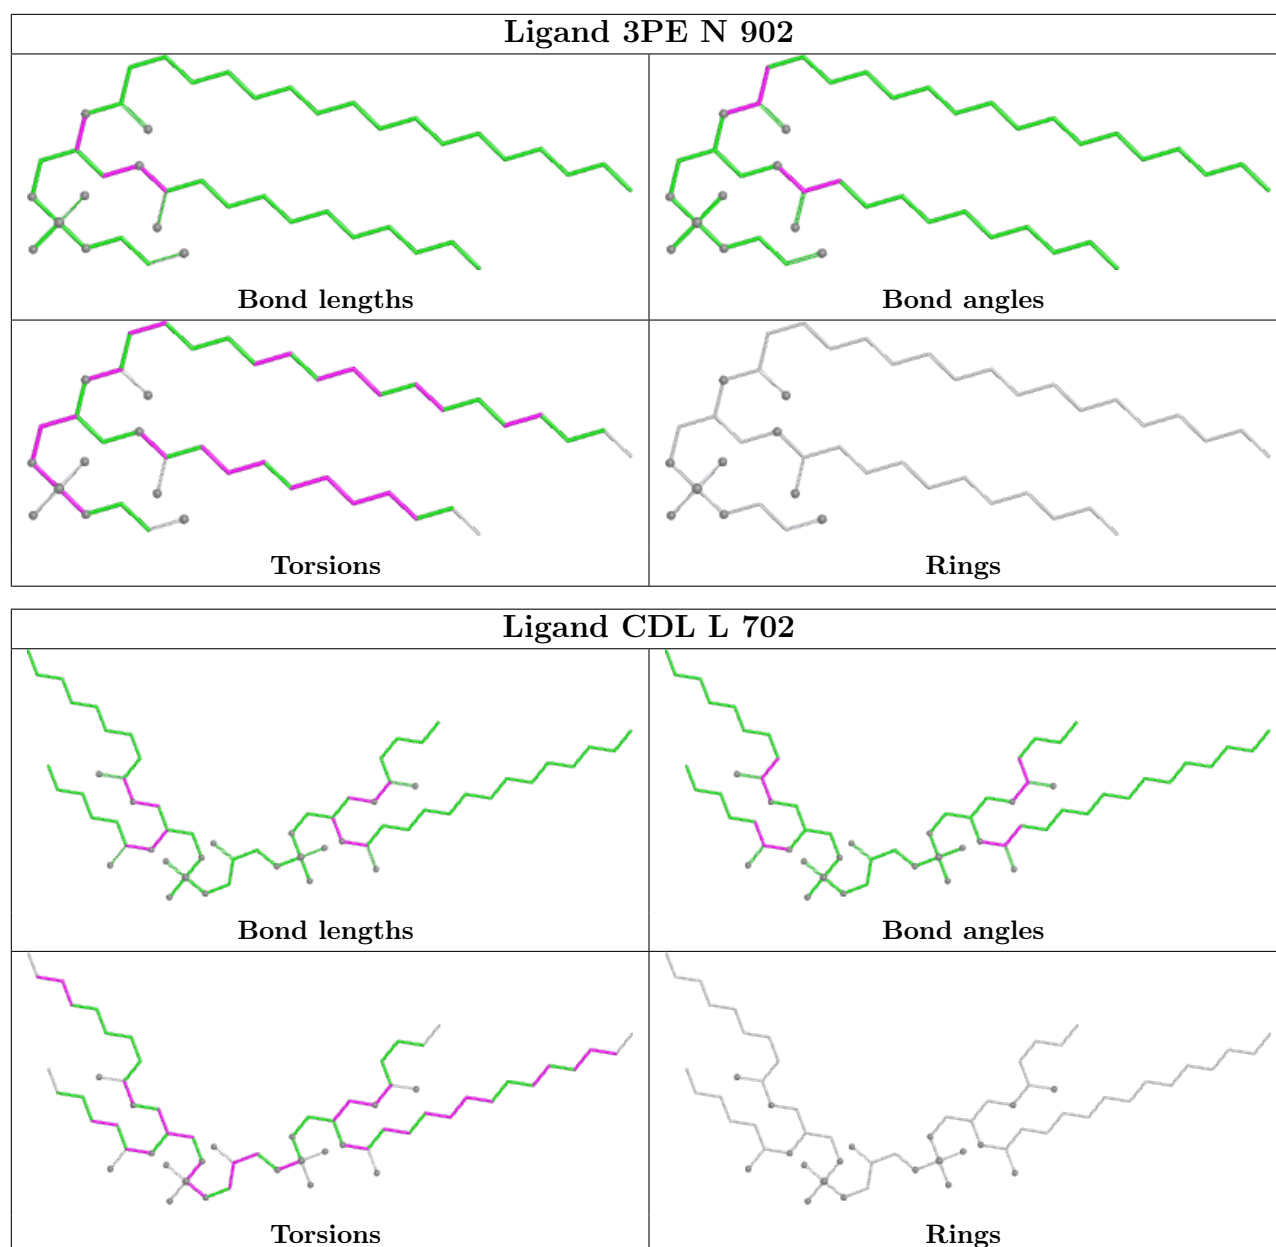 Ligand 3PE N 902
Bond lengths
Bond angles
Torsions
Rings
Ligand CDL L 702
Bond lengths
Bond angles
Torsions
Rings